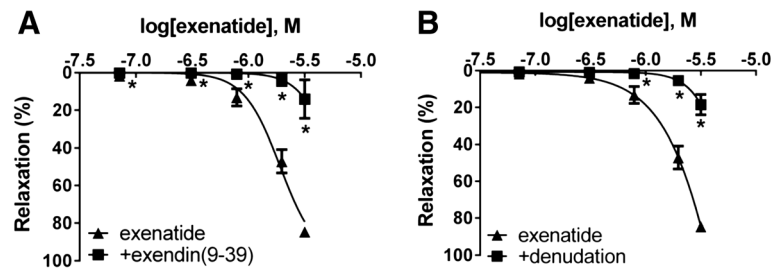 A
log[exenatide], M
-7.5 -7.0 -6.5 -6.0 -5.5 -5.0
Relaxation (%)
0
20
40
60
80
100
* * * * *
exenatide
+exendin(9-39)
B
log[exenatide], M
-7.5 -7.0 -6.5 -6.0 -5.5 -5.0
Relaxation (%)
0
20
40
60
80
100
* * *
exenatide
+denudation